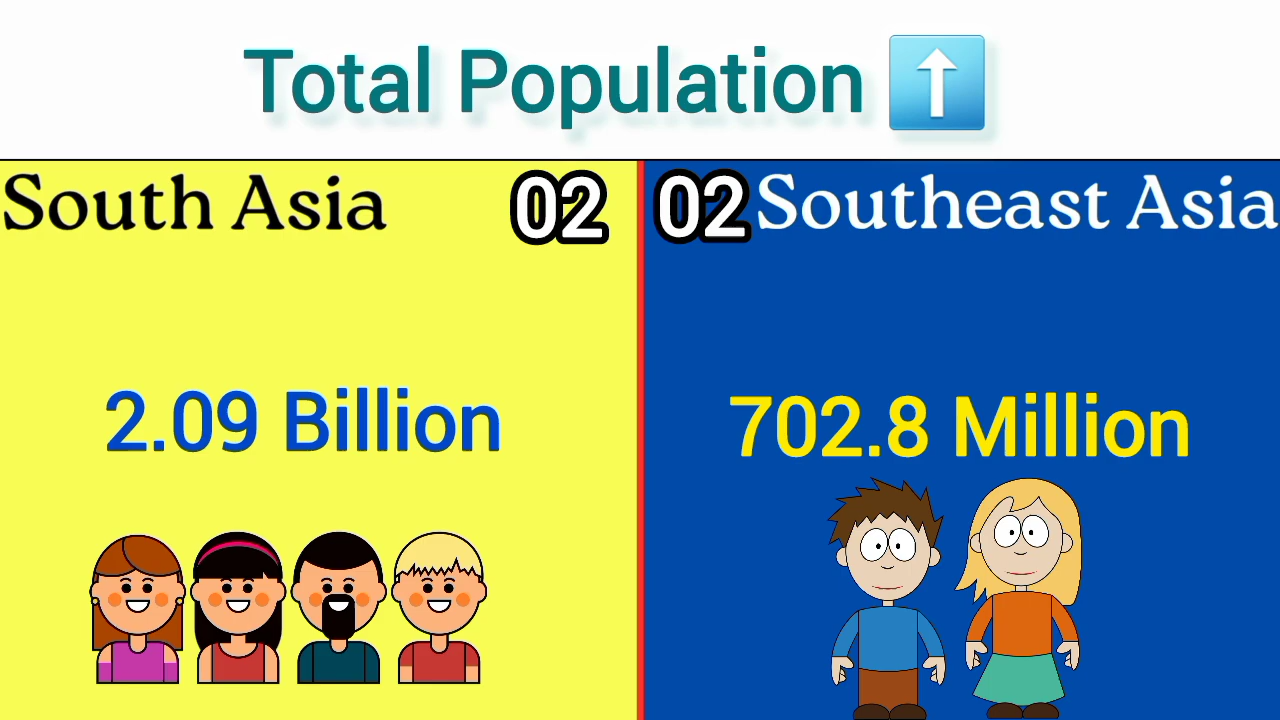 Total Population ⬆️
South Asia 02
02 Southeast Asia
2.09 Billion
702.8 Million